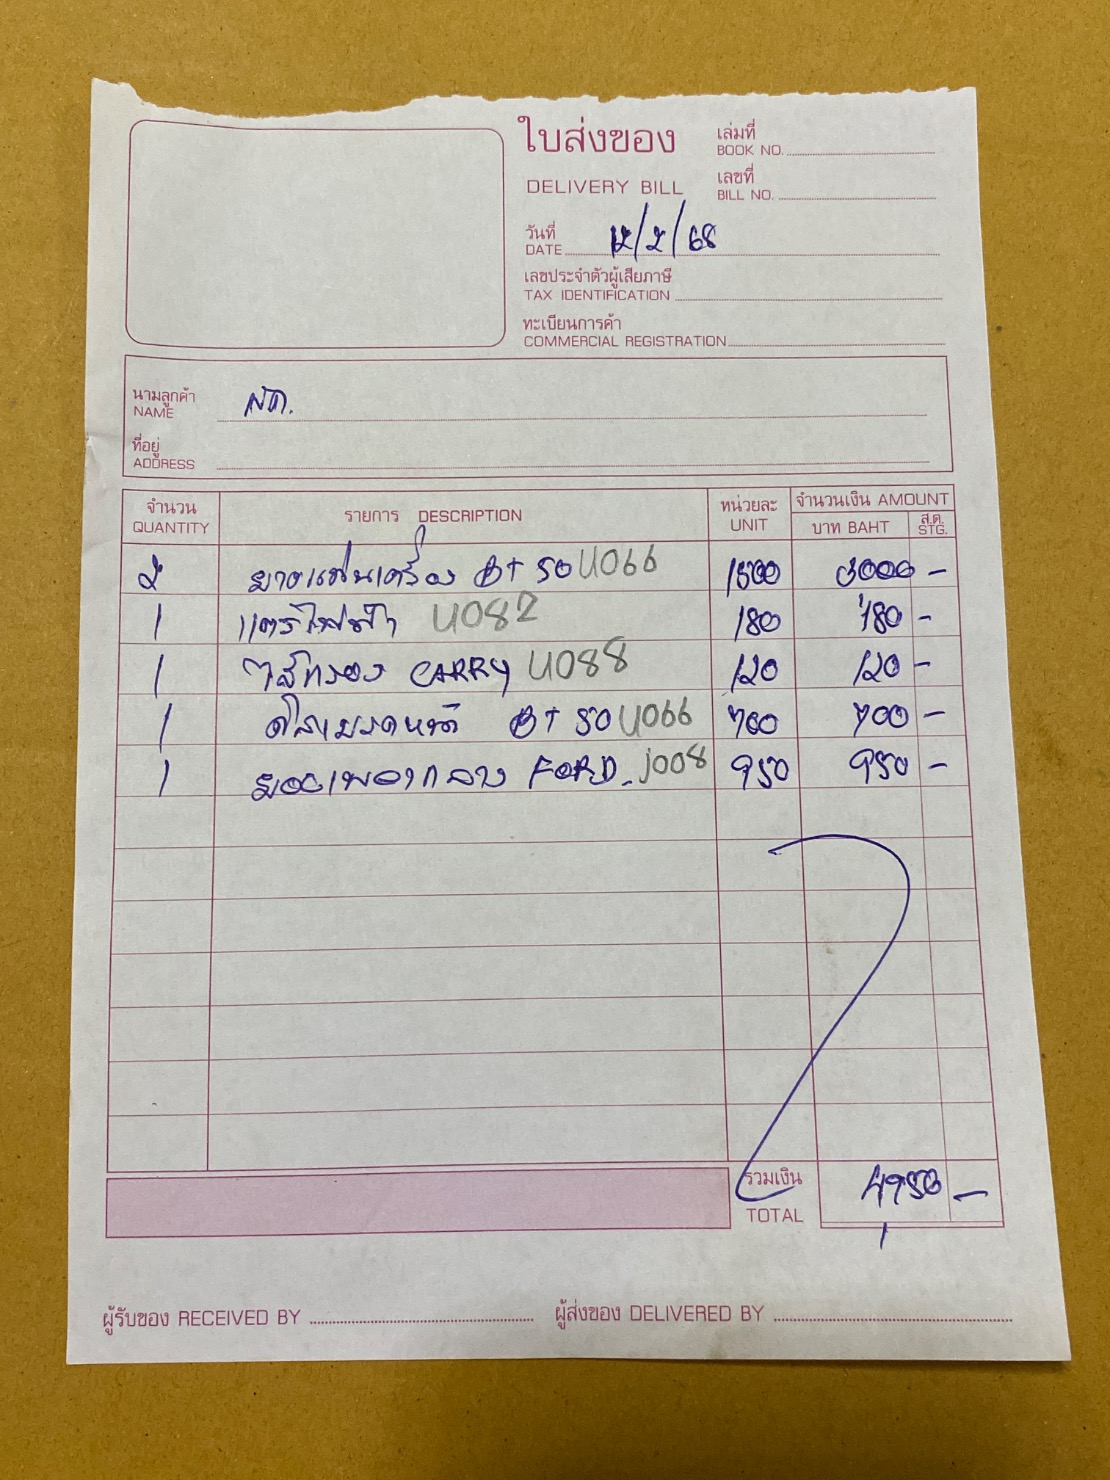 ใบส่งของ
เล่มที่
BOOK NO.
DELIVERY BILL
เลขที่
BILL NO.
วันที่
DATE 12/2/68
เลขประจำตัวผู้เสียภาษี
TAX IDENTIFICATION
ทะเบียนการค้า
COMMERCIAL REGISTRATION
นามลูกค้า
NAME สด.
ที่อยู่
ADDRESS
จำนวน รายการ DESCRIPTION หน่วยละ จำนวนเงิน AMOUNT
QUANTITY UNIT บาท BAHT ส.ต. STG.
2 ยางแท่นเครื่อง BT 50 U066 1500 3000 -
1 แตรไฟฟ้า U082 180 180 -
1 ไส้กรอง CARRY U088 120 120 -
1 ดิสเบรคหน้า BT 50 U066 700 700 -
1 ยอยเพลากลาง FORD J008 950 950 -
รวมเงิน 4950 -
TOTAL
ผู้รับของ RECEIVED BY ผู้ส่งของ DELIVERED BY